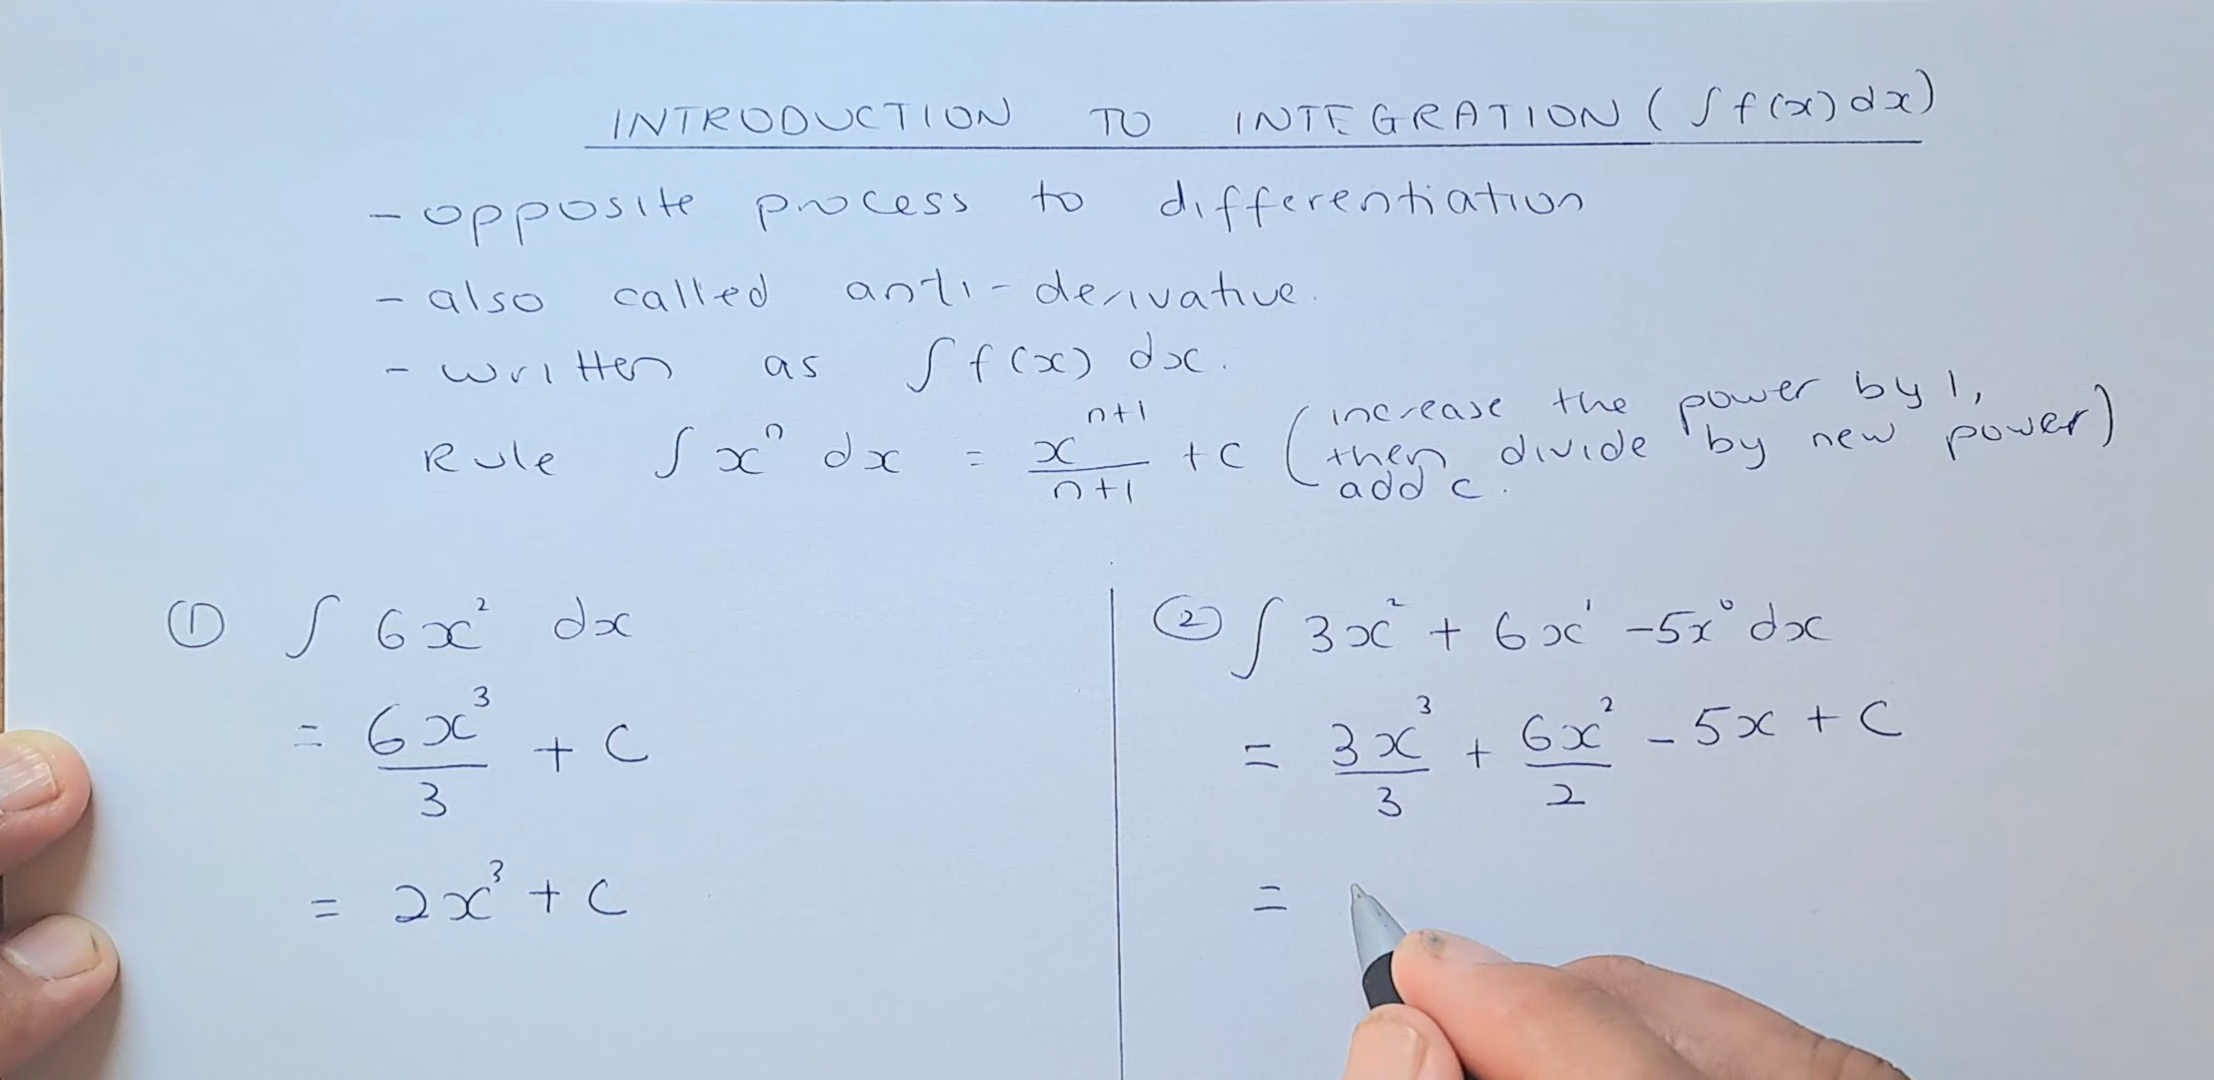 INTRODUCTION TO INTEGRATION (∫f(x)dx)
- opposite process to differentiation
- also called anti-derivative.
- written as ∫f(x) dx.
Rule ∫xⁿ dx = xⁿ⁺¹/n+1 + c (increase the power by 1,
then divide by new power)
add c.
① ∫ 6x² dx
= 6x³/3 + C
= 2x³ + C
② ∫ 3x² + 6x¹ - 5x⁰ dx
= 3x³/3 + 6x²/2 - 5x + C
=